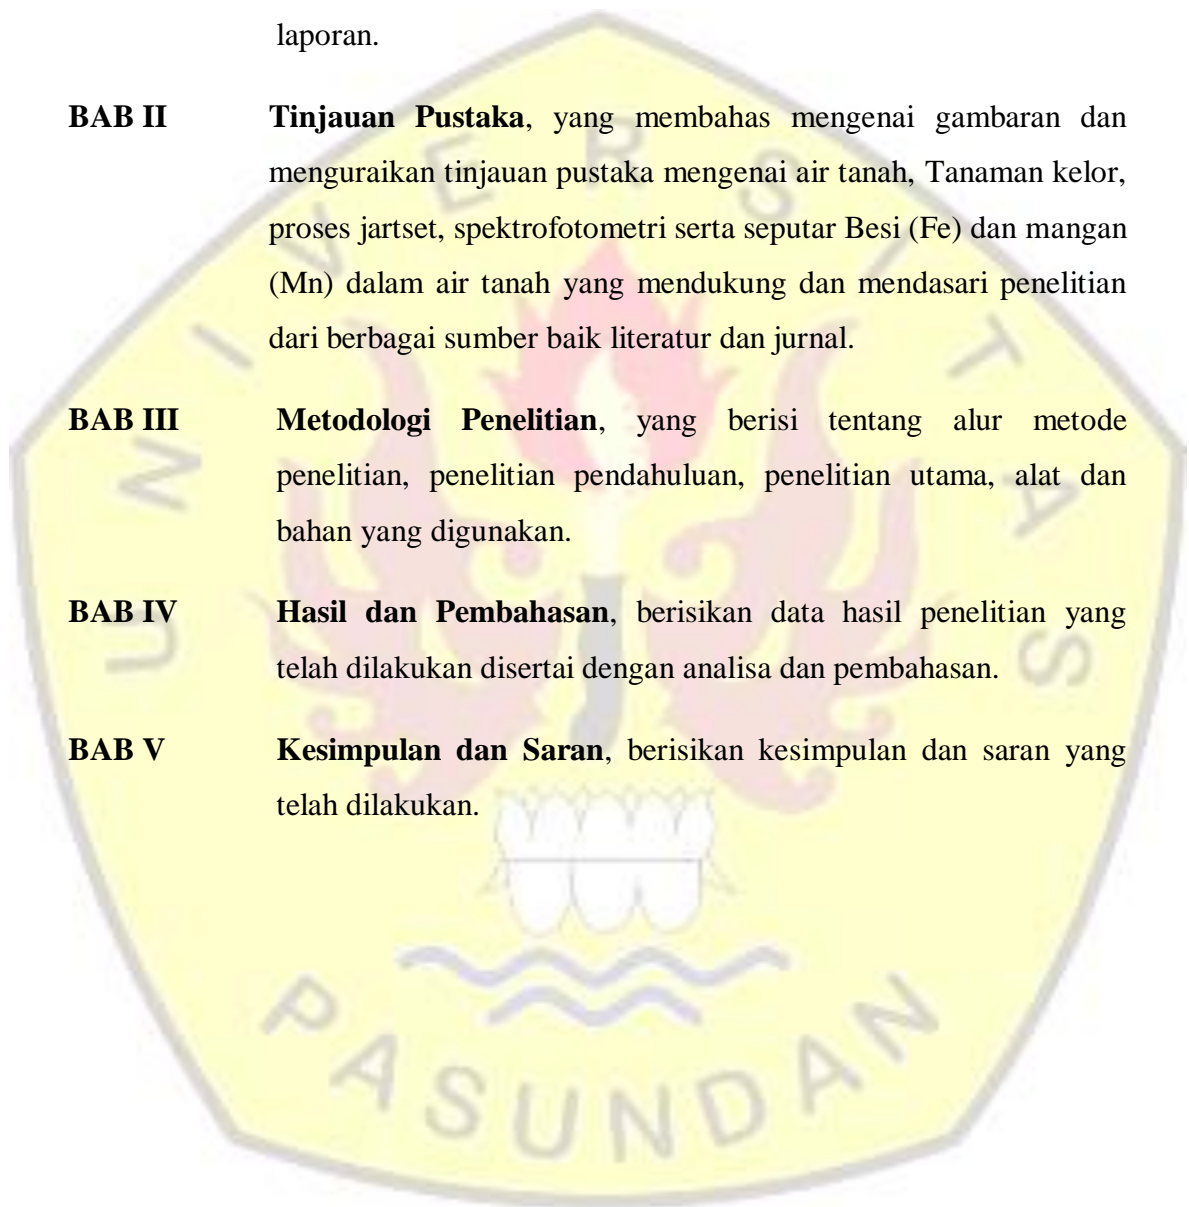 laporan.
BAB II Tinjauan Pustaka, yang membahas mengenai gambaran dan
menguraikan tinjauan pustaka mengenai air tanah, Tanaman kelor,
proses jartset, spektrofotometri serta seputar Besi (Fe) dan mangan
(Mn) dalam air tanah yang mendukung dan mendasari penelitian
dari berbagai sumber baik literatur dan jurnal.
BAB III Metodologi Penelitian, yang berisi tentang alur metode
penelitian, penelitian pendahuluan, penelitian utama, alat dan
bahan yang digunakan.
BAB IV Hasil dan Pembahasan, berisikan data hasil penelitian yang
telah dilakukan disertai dengan analisa dan pembahasan.
BAB V Kesimpulan dan Saran, berisikan kesimpulan dan saran yang
telah dilakukan.
UNIVERSITAS
PASUNDAN